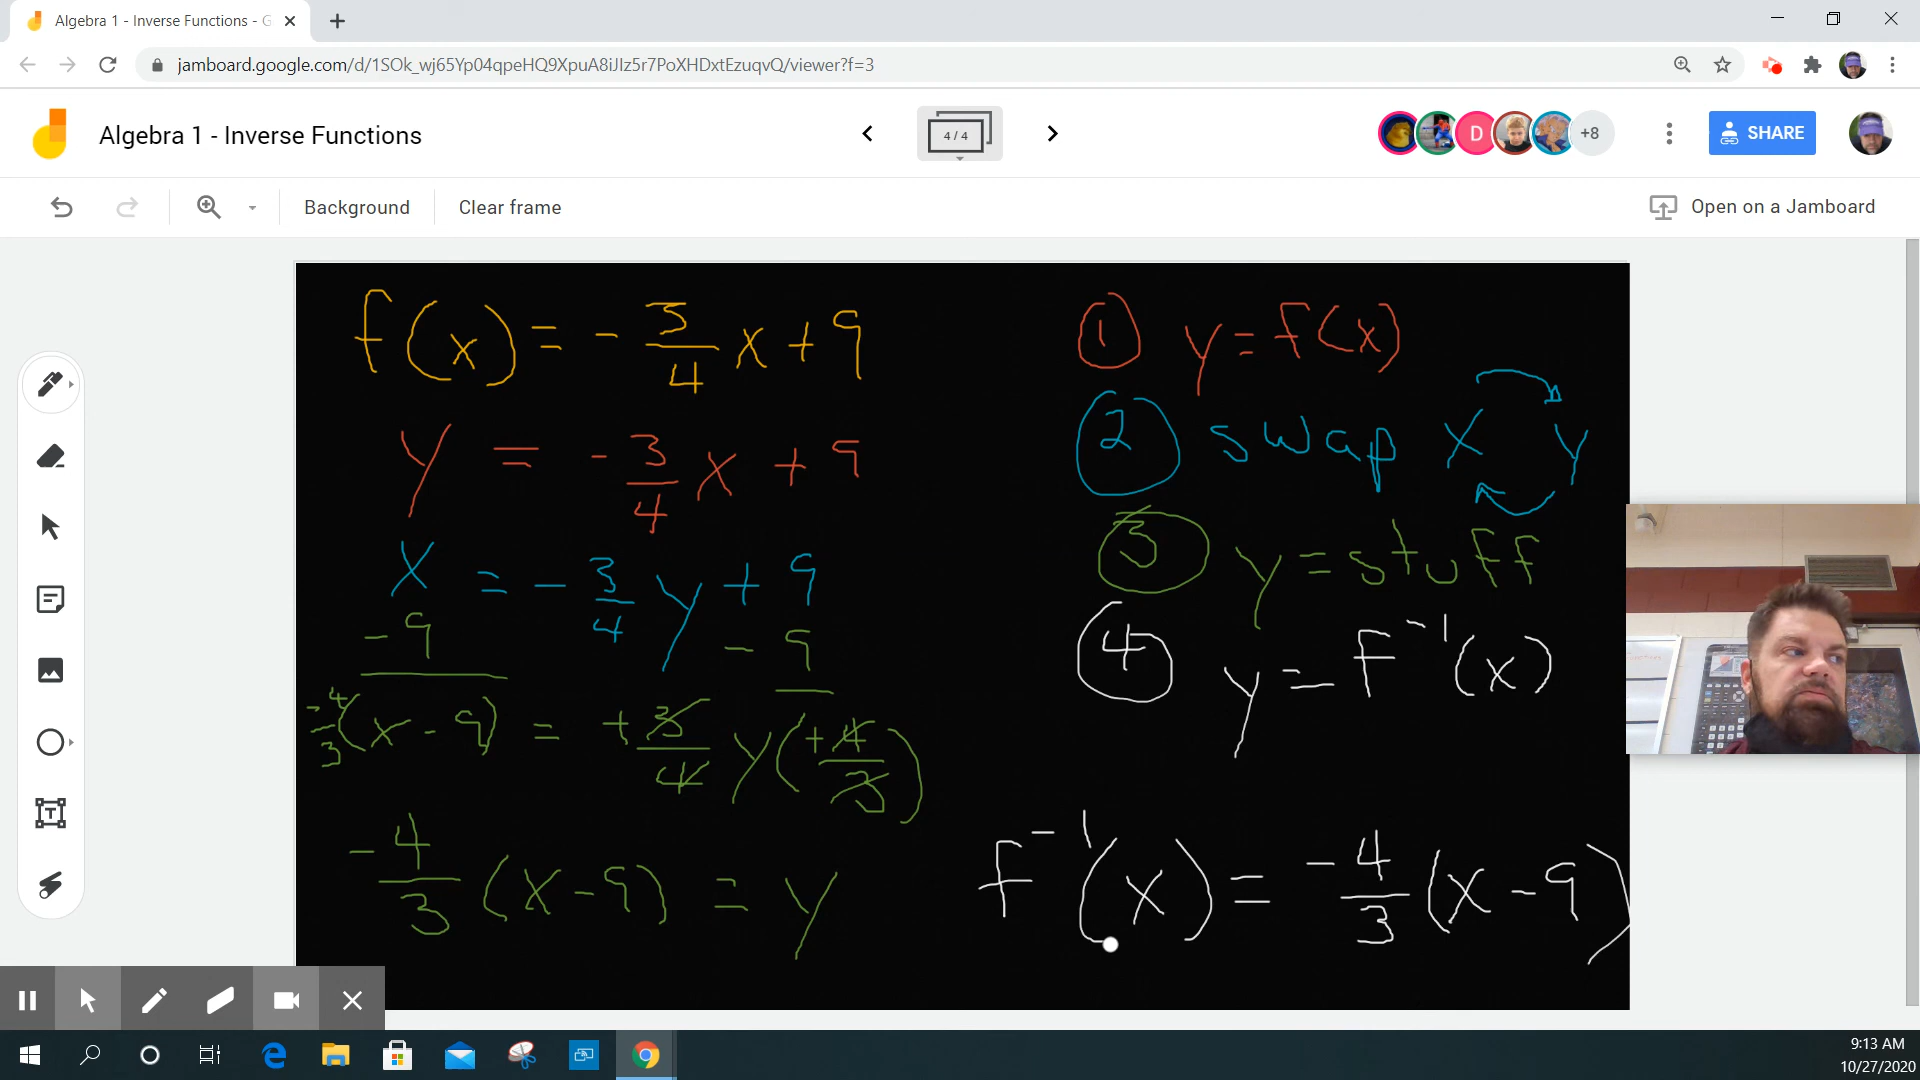 Algebra 1 - Inverse Functions - G
jamboard.google.com/d/1SOk_wj65Yp04qpeHQ9XpuA8iJIz5r7PoXHDxtEzuqvQ/viewer?f=3
Algebra 1 - Inverse Functions
4 / 4
D
+8
SHARE
Background
Clear frame
Open on a Jamboard
f(x) = - 3/4 x + 9
y = - 3/4 x + 9
x = - 3/4 y + 9
- 9 - 9
-4/3 (x - 9) = + 3/4 y (+4/3)
-4/3 (x - 9) = y
① y = f(x)
② swap x y
③ y = stuff
④ y = f⁻¹(x)
f⁻¹(x) = -4/3 (x - 9)
9:13 AM
10/27/2020